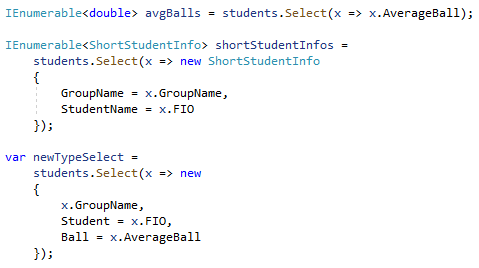 IEnumerable<double> avgBalls = students.Select(x => x.AverageBall);
IEnumerable<ShortStudentInfo> shortStudentInfos =
students.Select(x => new ShortStudentInfo
{
GroupName = x.GroupName,
StudentName = x.FIO
});
var newTypeSelect =
students.Select(x => new
{
x.GroupName,
Student = x.FIO,
Ball = x.AverageBall
});